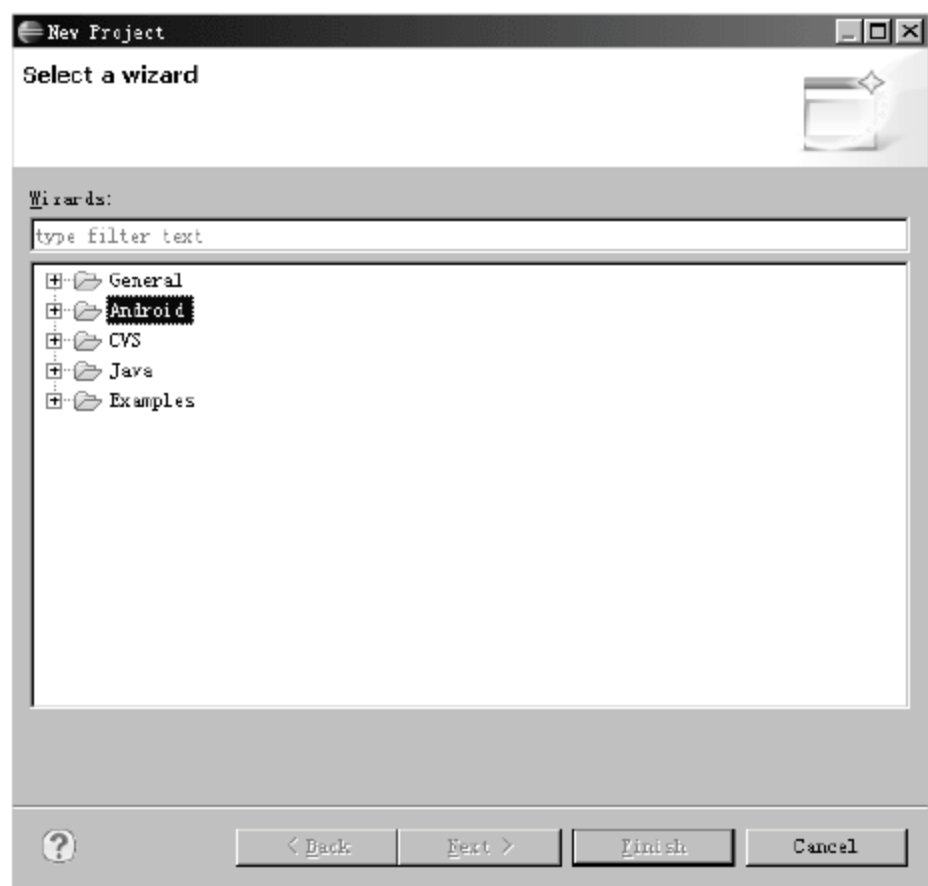 New Project
Select a wizard
Wizards:
type filter text
General
Android
CVS
Java
Examples
? < Back Next > Finish Cancel